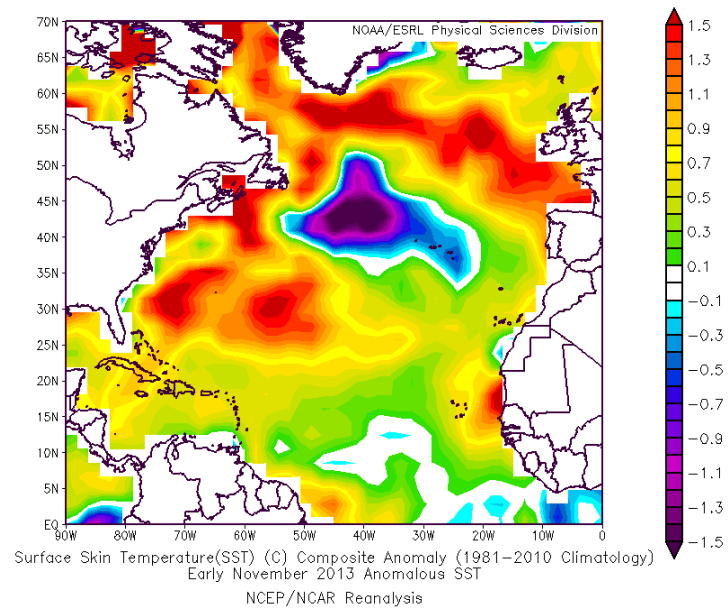 NOAA/ESRL Physical Sciences Division
70N
65N
60N
55N
50N
45N
40N
35N
30N
25N
20N
15N
10N
5N
EQ
90W 80W 70W 60W 50W 40W 30W 20W 10W 0
1.5
1.3
1.1
0.9
0.7
0.5
0.3
0.1
-0.1
-0.3
-0.5
-0.7
-0.9
-1.1
-1.3
-1.5
Surface Skin Temperature(SST) (C) Composite Anomaly (1981-2010 Climatology)
Early November 2013 Anomalous SST
NCEP/NCAR Reanalysis